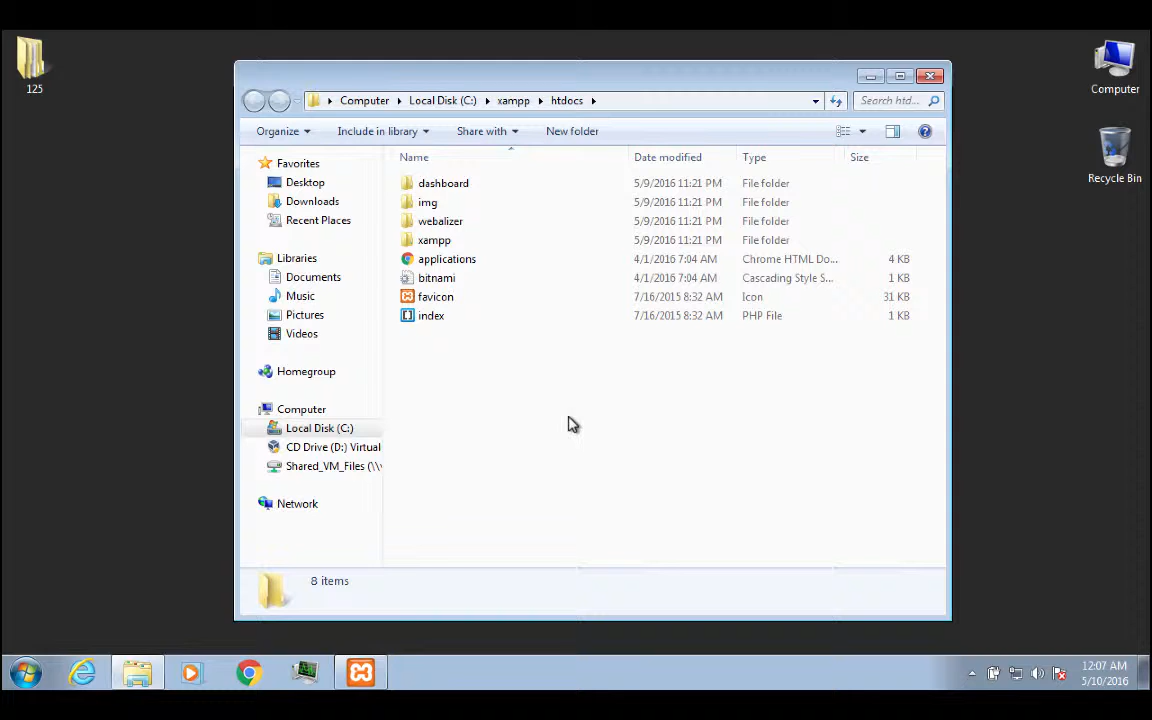 125
Computer
Recycle Bin
Computer Local Disk (C:) xampp htdocs
Search htd...
Organize Include in library Share with New folder
Name Date modified Type Size
Favorites
Desktop
Downloads
Recent Places
Libraries
Documents
Music
Pictures
Videos
Homegroup
Computer
Local Disk (C:)
CD Drive (D:) Virtual
Shared_VM_Files (\\
Network
dashboard 5/9/2016 11:21 PM File folder
img 5/9/2016 11:21 PM File folder
webalizer 5/9/2016 11:21 PM File folder
xampp 5/9/2016 11:21 PM File folder
applications 4/1/2016 7:04 AM Chrome HTML Do... 4 KB
bitnami 4/1/2016 7:04 AM Cascading Style S... 1 KB
favicon 7/16/2015 8:32 AM Icon 31 KB
index 7/16/2015 8:32 AM PHP File 1 KB
8 items
12:07 AM
5/10/2016